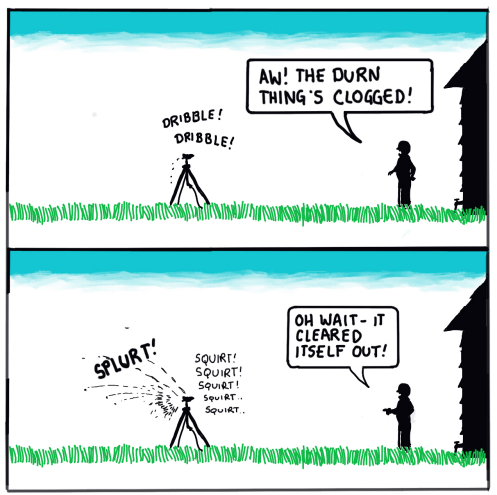 AW! THE DURN
THING'S CLOGGED!
DRIBBLE!
DRIBBLE!
OH WAIT - IT
CLEARED
ITSELF OUT!
SPLURT!
SQUIRT!
SQUIRT!
SQUIRT!
SQUIRT..
SQUIRT..